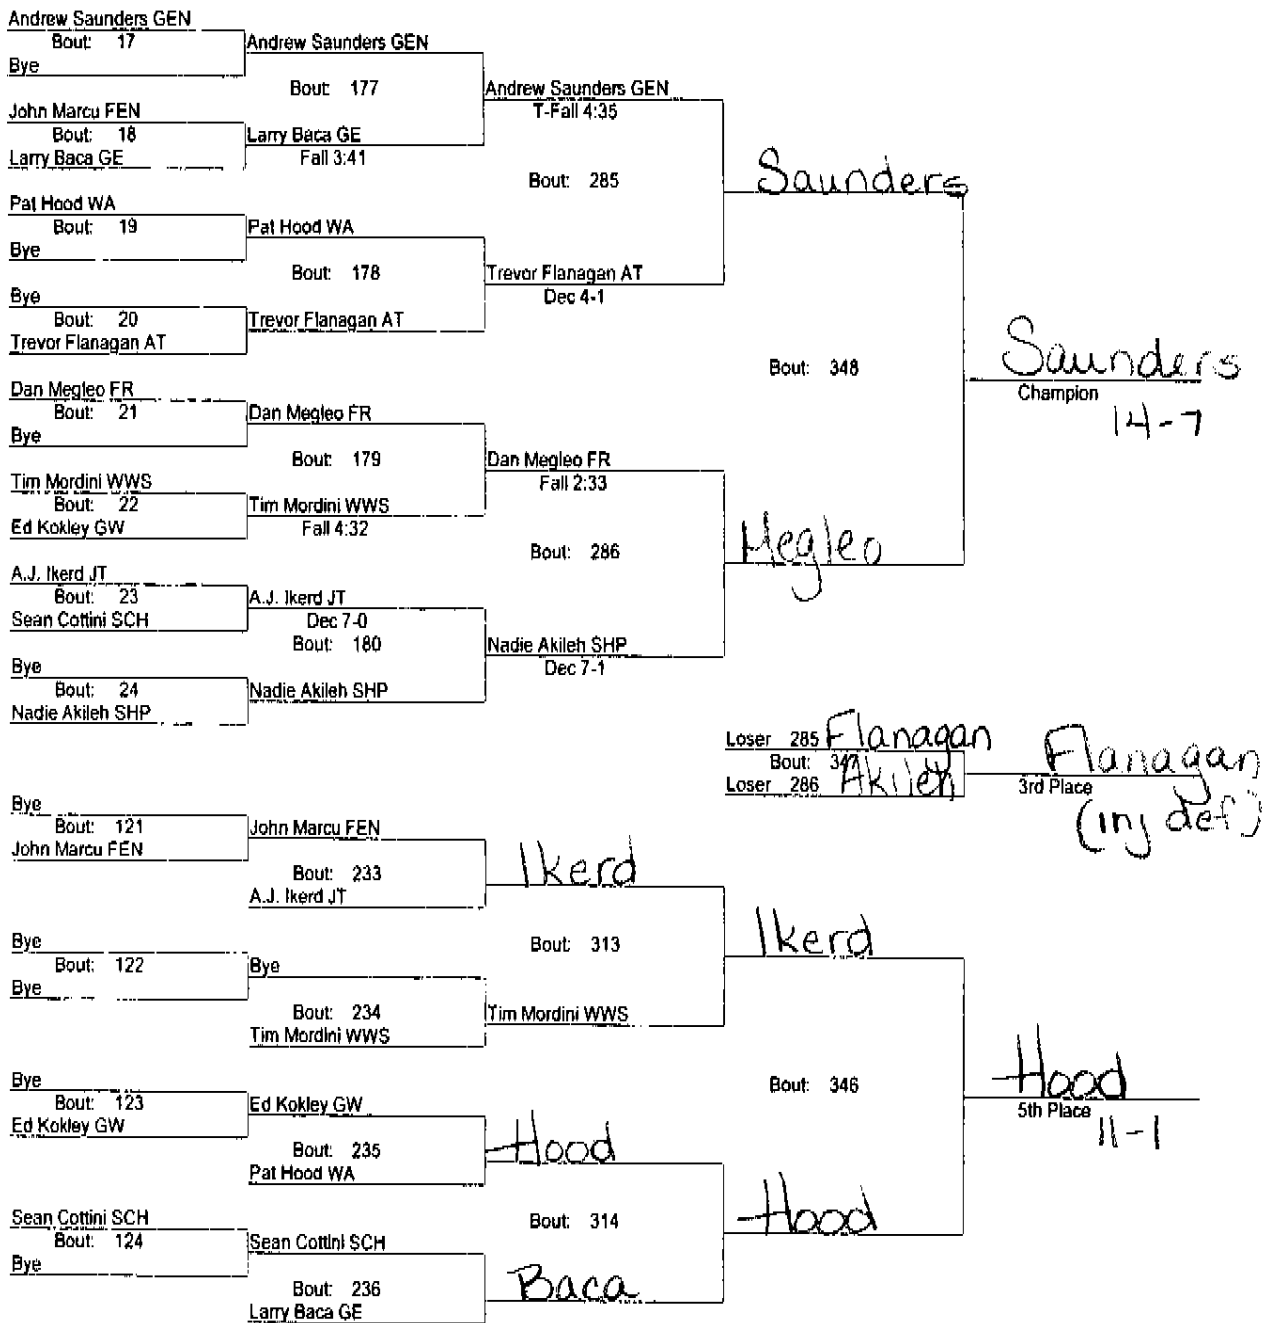 Andrew Saunders GEN
Bout: 17
Bye
Andrew Saunders GEN
Bout: 177
John Marcu FEN
Bout: 18
Larry Baca GE
Larry Baca GE
Fall 3:41
Andrew Saunders GEN
T-Fall 4:35
Bout: 285
Pat Hood WA
Bout: 19
Bye
Pat Hood WA
Bout: 178
Bye
Bout: 20
Trevor Flanagan AT
Trevor Flanagan AT
Trevor Flanagan AT
Dec 4-1
Saunders
Bout: 348
Saunders
Champion
14-7
Dan Megleo FR
Bout: 21
Bye
Dan Megleo FR
Bout: 179
Tim Mordini WWS
Bout: 22
Ed Kokley GW
Tim Mordini WWS
Fall 4:32
Dan Megleo FR
Fall 2:33
Bout: 286
Megleo
A.J. Ikerd JT
Bout: 23
Sean Cottini SCH
A.J. Ikerd JT
Dec 7-0
Bout: 180
Bye
Bout: 24
Nadie Akileh SHP
Nadie Akileh SHP
Nadie Akileh SHP
Dec 7-1
Loser 285 Flanagan
Bout: 347
Loser 286 Akileh
Flanagan
3rd Place
(inj def)
Bye
Bout: 121
John Marcu FEN
John Marcu FEN
Bout: 233
A.J. Ikerd JT
Ikerd
Bout: 313
Bye
Bout: 122
Bye
Bye
Bout: 234
Tim Mordini WWS
Tim Mordini WWS
Ikerd
Bout: 346
Hood
5th Place
11-1
Bye
Bout: 123
Ed Kokley GW
Ed Kokley GW
Bout: 235
Pat Hood WA
Hood
Bout: 314
Hood
Sean Cottini SCH
Bout: 124
Bye
Sean Cottini SCH
Bout: 236
Larry Baca GE
Baca